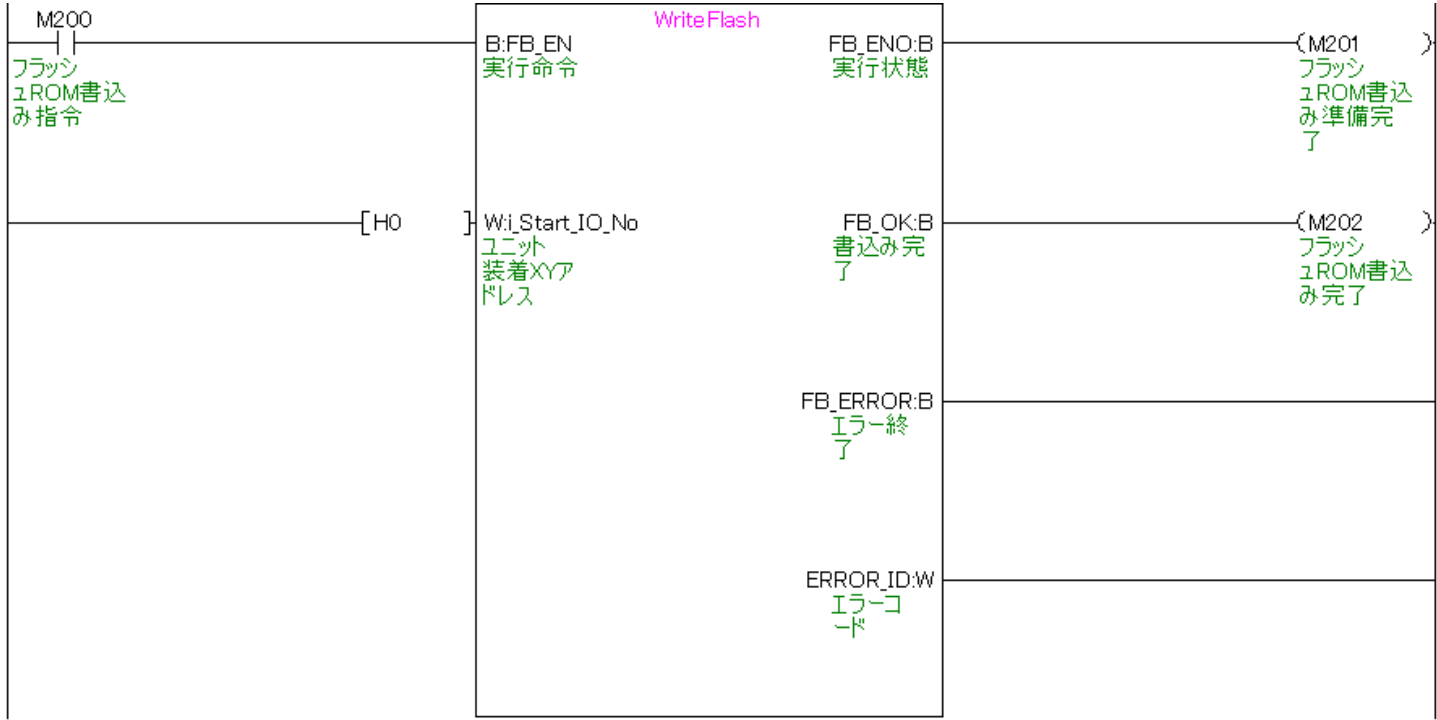 M200
WriteFlash
B:FB_EN
FB_ENO:B
(M201 )
フラッシ
ュROM書込
み指令
実行命令
実行状態
フラッシ
ュROM書込
み準備完
了
[H0 ]
W:i_Start_IO_No
FB_OK:B
(M202 )
ユニット
装着XYア
ドレス
書込み完
了
フラッシ
ュROM書込
み完了
FB_ERROR:B
エラー終
了
ERROR_ID:W
エラーコ
ード